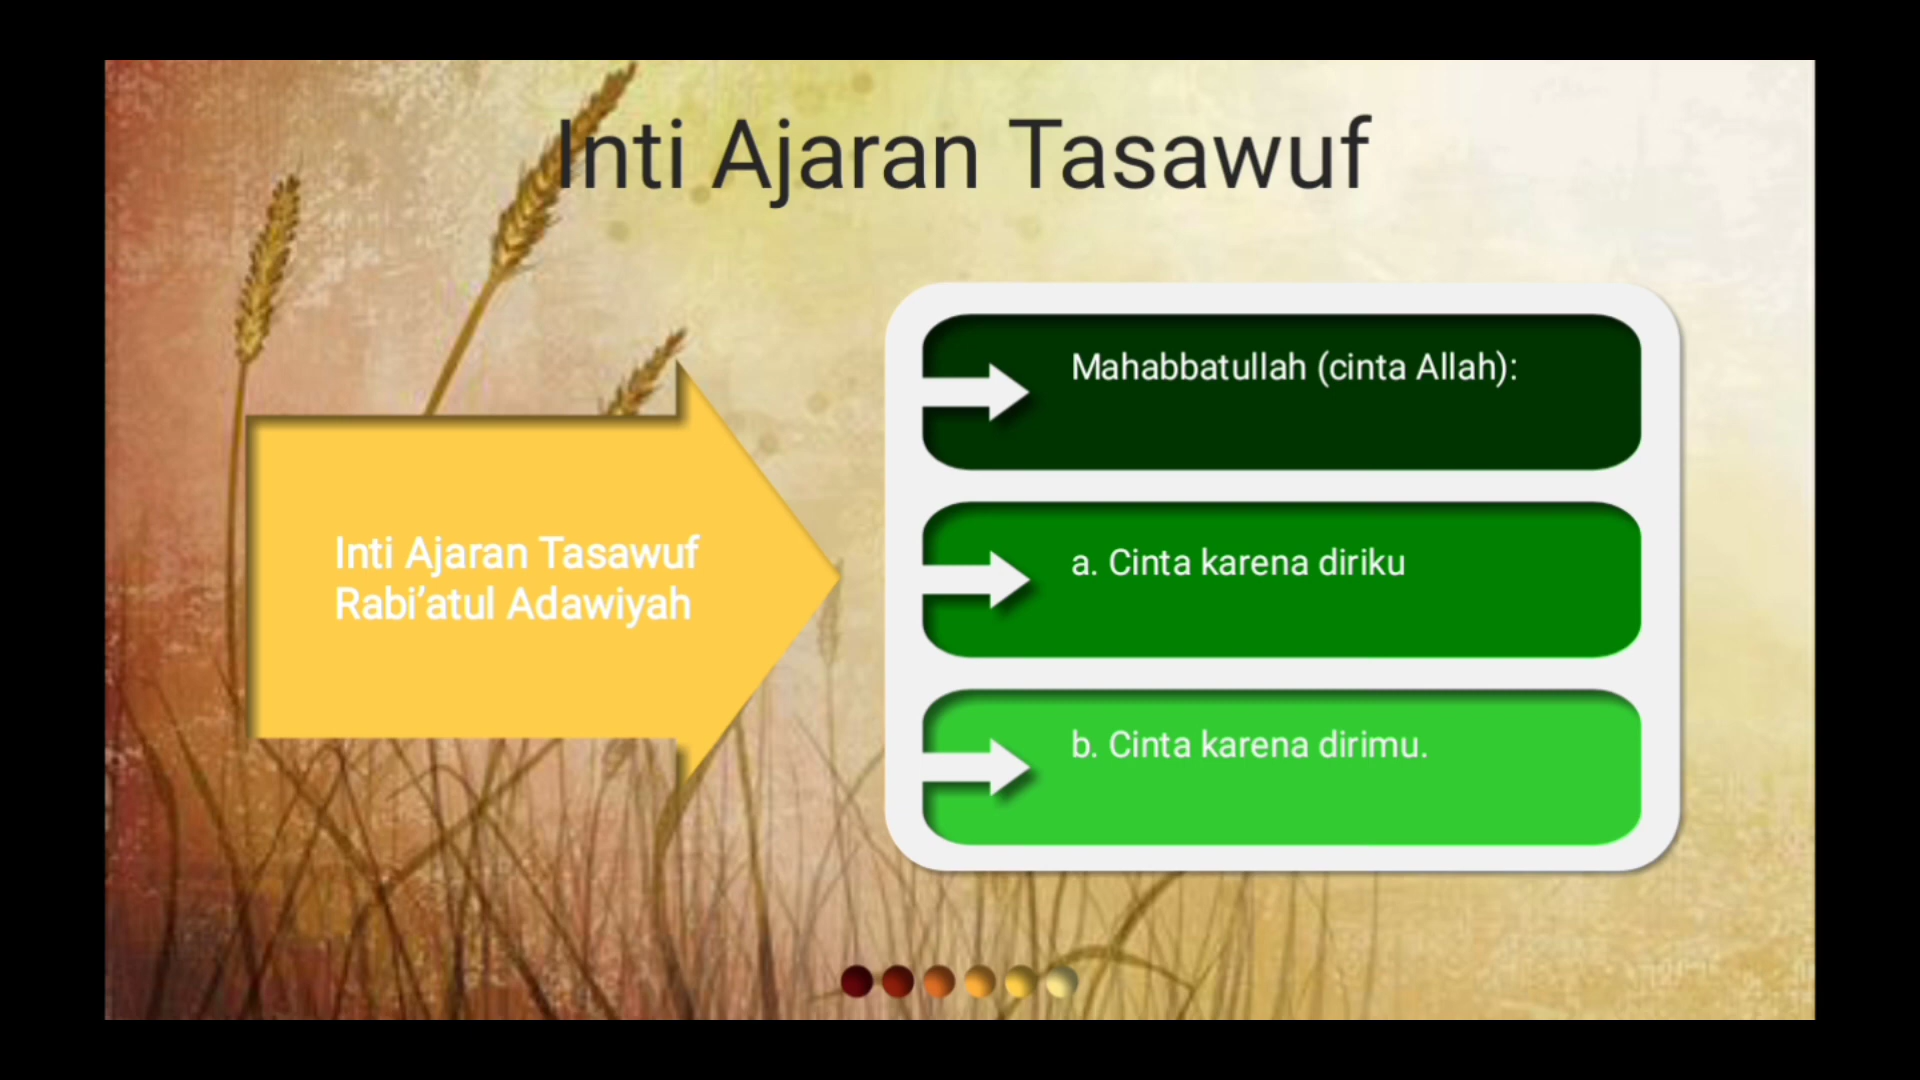 Inti Ajaran Tasawuf
Inti Ajaran Tasawuf
Rabi’atul Adawiyah
Mahabbatullah (cinta Allah):
a. Cinta karena diriku
b. Cinta karena dirimu.